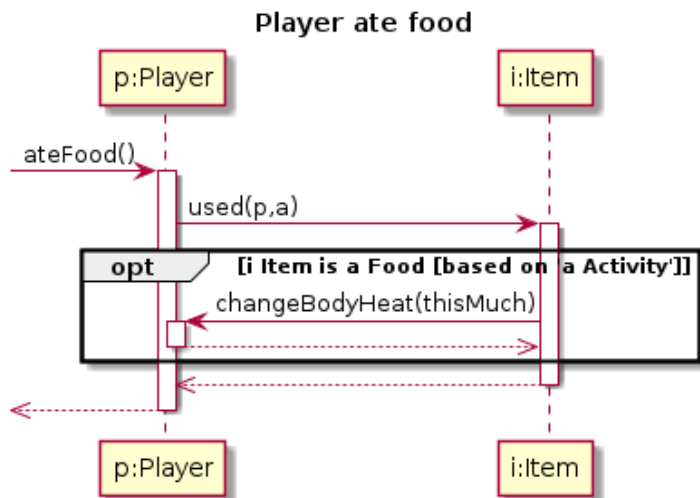 Player ate food
p:Player
i:Item
ateFood()
used(p,a)
opt
[i Item is a Food [based on 'a Activity']]
changeBodyHeat(thisMuch)
p:Player
i:Item